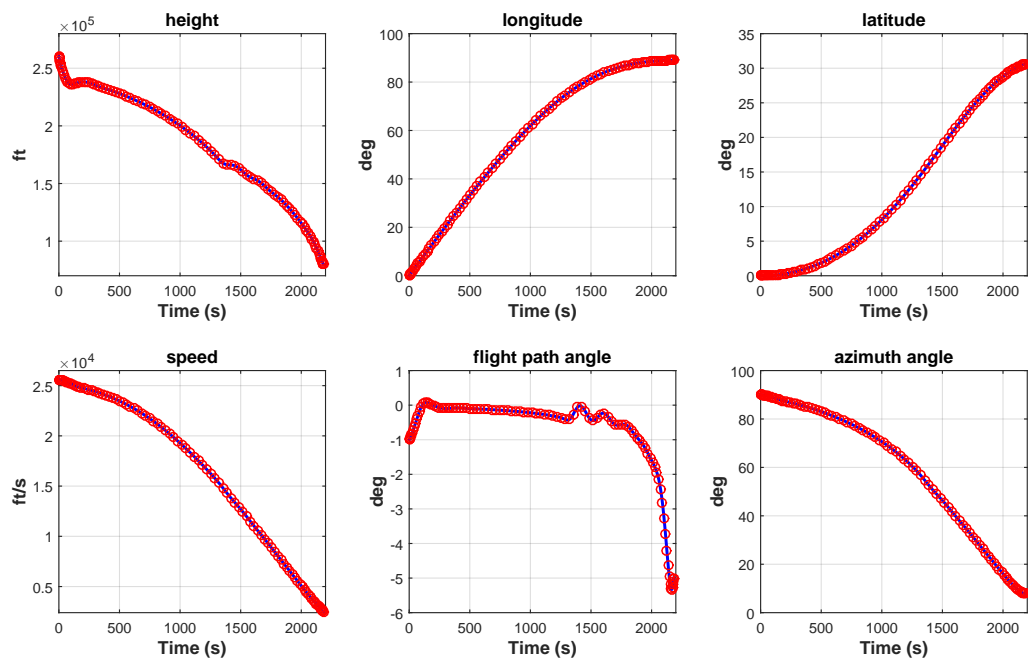 height
×10^5
2.5
2
1.5
1
ft
0 500 1000 1500 2000
Time (s)
longitude
100
80
60
40
20
0
deg
0 500 1000 1500 2000
Time (s)
latitude
35
30
25
20
15
10
5
0
deg
0 500 1000 1500 2000
Time (s)
speed
×10^4
2.5
2
1.5
1
0.5
ft/s
0 500 1000 1500 2000
Time (s)
flight path angle
1
0
-1
-2
-3
-4
-5
-6
deg
0 500 1000 1500 2000
Time (s)
azimuth angle
100
80
60
40
20
0
deg
0 500 1000 1500 2000
Time (s)